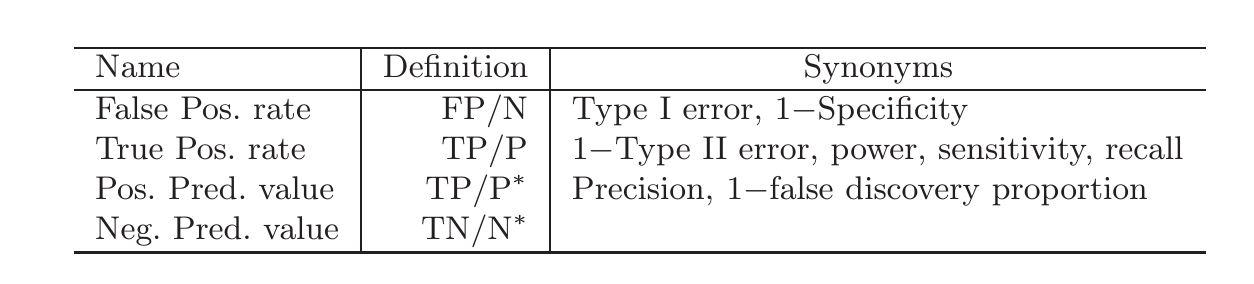 Name Definition Synonyms
False Pos. rate FP/N Type I error, 1−Specificity
True Pos. rate TP/P 1−Type II error, power, sensitivity, recall
Pos. Pred. value TP/P* Precision, 1−false discovery proportion
Neg. Pred. value TN/N*